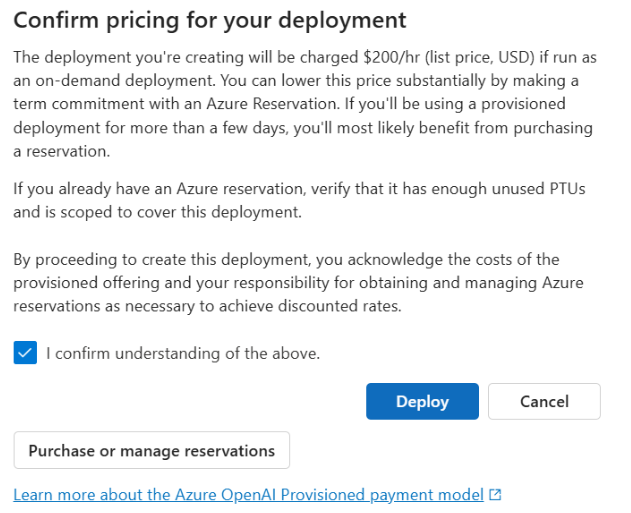 Confirm pricing for your deployment
The deployment you're creating will be charged $200/hr (list price, USD) if run as
an on-demand deployment. You can lower this price substantially by making a
term commitment with an Azure Reservation. If you'll be using a provisioned
deployment for more than a few days, you'll most likely benefit from purchasing
a reservation.
If you already have an Azure reservation, verify that it has enough unused PTUs
and is scoped to cover this deployment.
By proceeding to create this deployment, you acknowledge the costs of the
provisioned offering and your responsibility for obtaining and managing Azure
reservations as necessary to achieve discounted rates.
I confirm understanding of the above.
Deploy Cancel
Purchase or manage reservations
Learn more about the Azure OpenAI Provisioned payment model